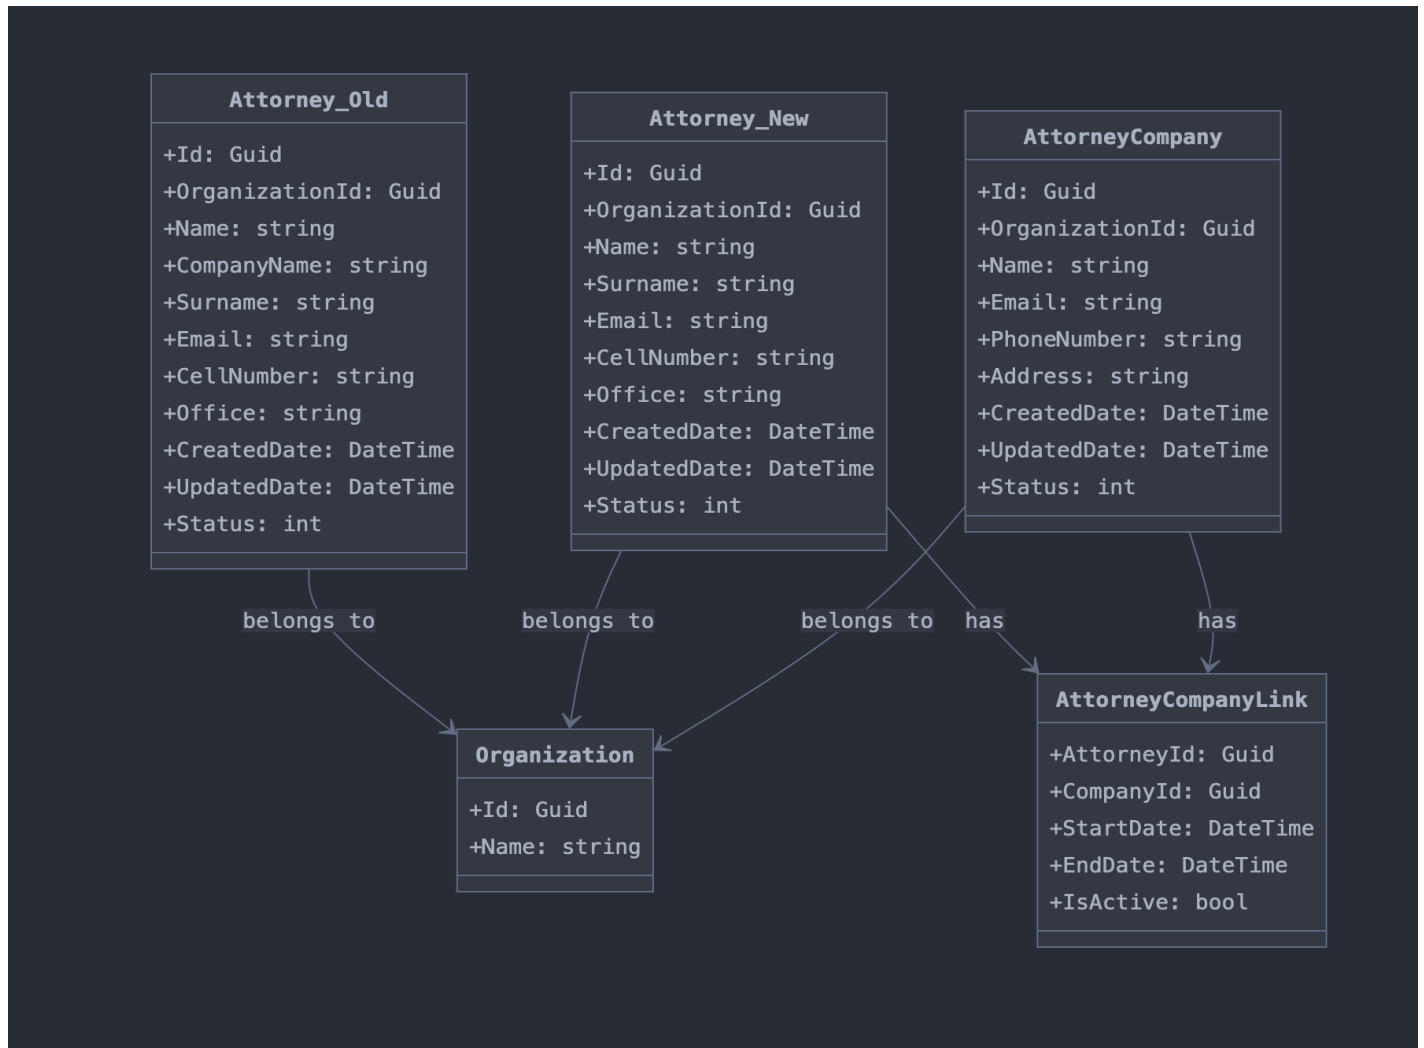 Attorney_Old
+Id: Guid
+OrganizationId: Guid
+Name: string
+CompanyName: string
+Surname: string
+Email: string
+CellNumber: string
+Office: string
+CreatedDate: DateTime
+UpdatedDate: DateTime
+Status: int
Attorney_New
+Id: Guid
+OrganizationId: Guid
+Name: string
+Surname: string
+Email: string
+CellNumber: string
+Office: string
+CreatedDate: DateTime
+UpdatedDate: DateTime
+Status: int
AttorneyCompany
+Id: Guid
+OrganizationId: Guid
+Name: string
+Email: string
+PhoneNumber: string
+Address: string
+CreatedDate: DateTime
+UpdatedDate: DateTime
+Status: int
belongs to
belongs to
belongs to
has
has
Organization
+Id: Guid
+Name: string
AttorneyCompanyLink
+AttorneyId: Guid
+CompanyId: Guid
+StartDate: DateTime
+EndDate: DateTime
+IsActive: bool